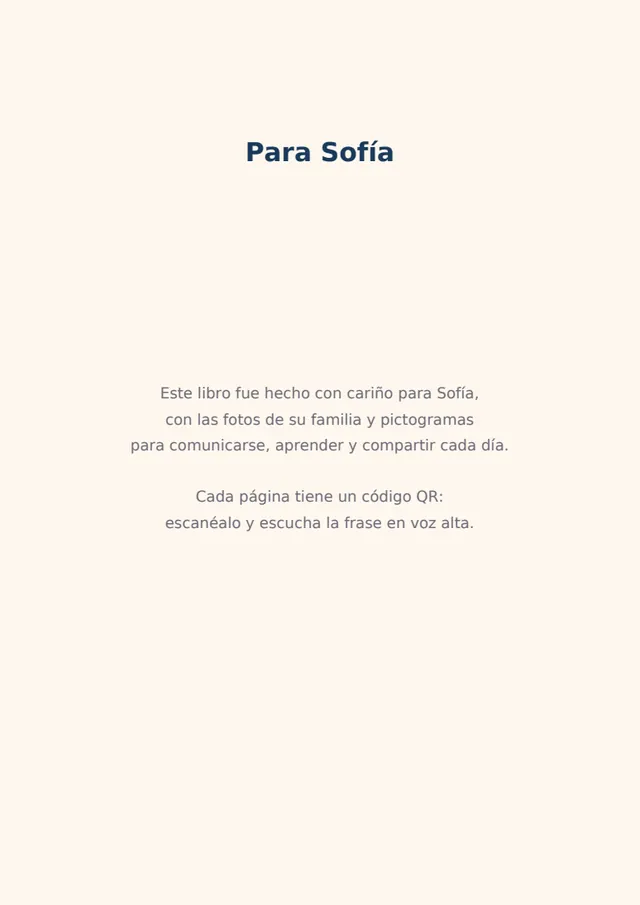 Para Sofía
Este libro fue hecho con cariño para Sofía,
con las fotos de su familia y pictogramas
para comunicarse, aprender y compartir cada día.
Cada página tiene un código QR:
escanéalo y escucha la frase en voz alta.